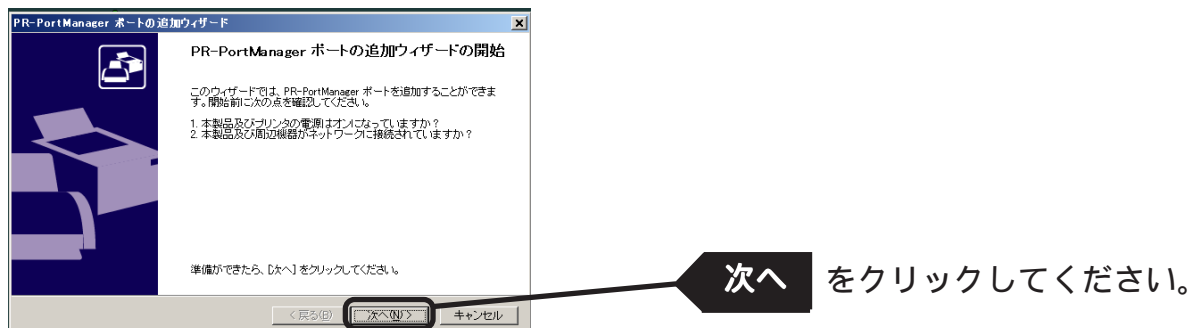 PR-PortManager ポートの追加ウィザード
PR-PortManager ポートの追加ウィザードの開始
このウィザードでは、PR-PortManager ポートを追加することができま
す。開始前に次の点を確認してください。
1. 本製品及びプリンタの電源はオンになっていますか？
2. 本製品及び周辺機器がネットワークに接続されていますか？
準備ができたら、[次へ] をクリックしてください。
次へ をクリックしてください。
< 戻る(B) 次へ(N) > キャンセル